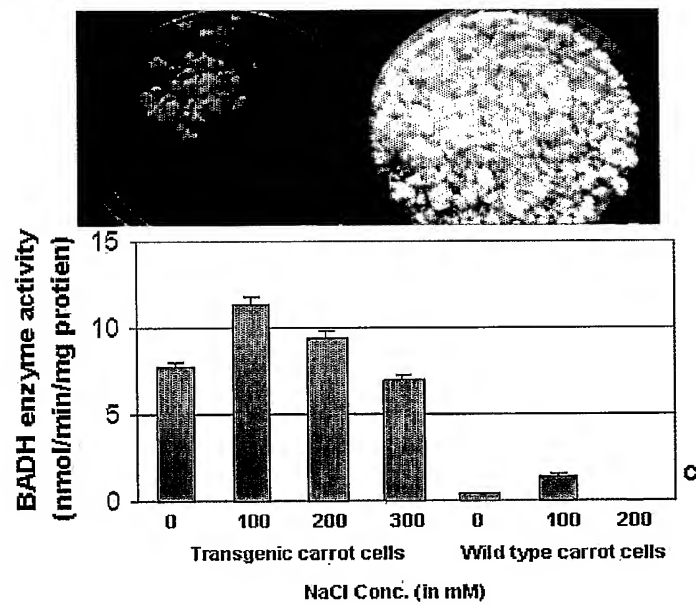 BADH enzyme activity
(nmol/min/mg protien)
15
10
5
0
0 100 200 300 0 100 200
Transgenic carrot cells Wild type carrot cells
NaCl Conc. (in mM)
C